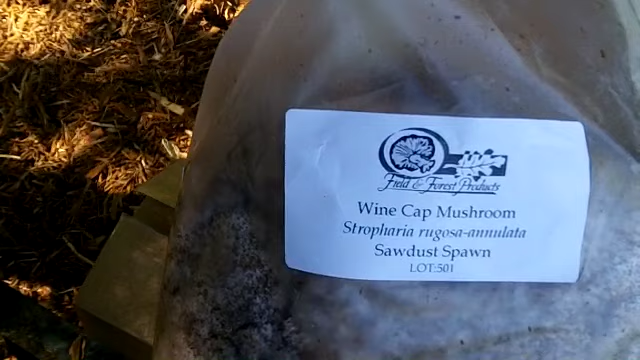 Field & Forest Products
Wine Cap Mushroom
Stropharia rugosa-annulata
Sawdust Spawn
LOT:501